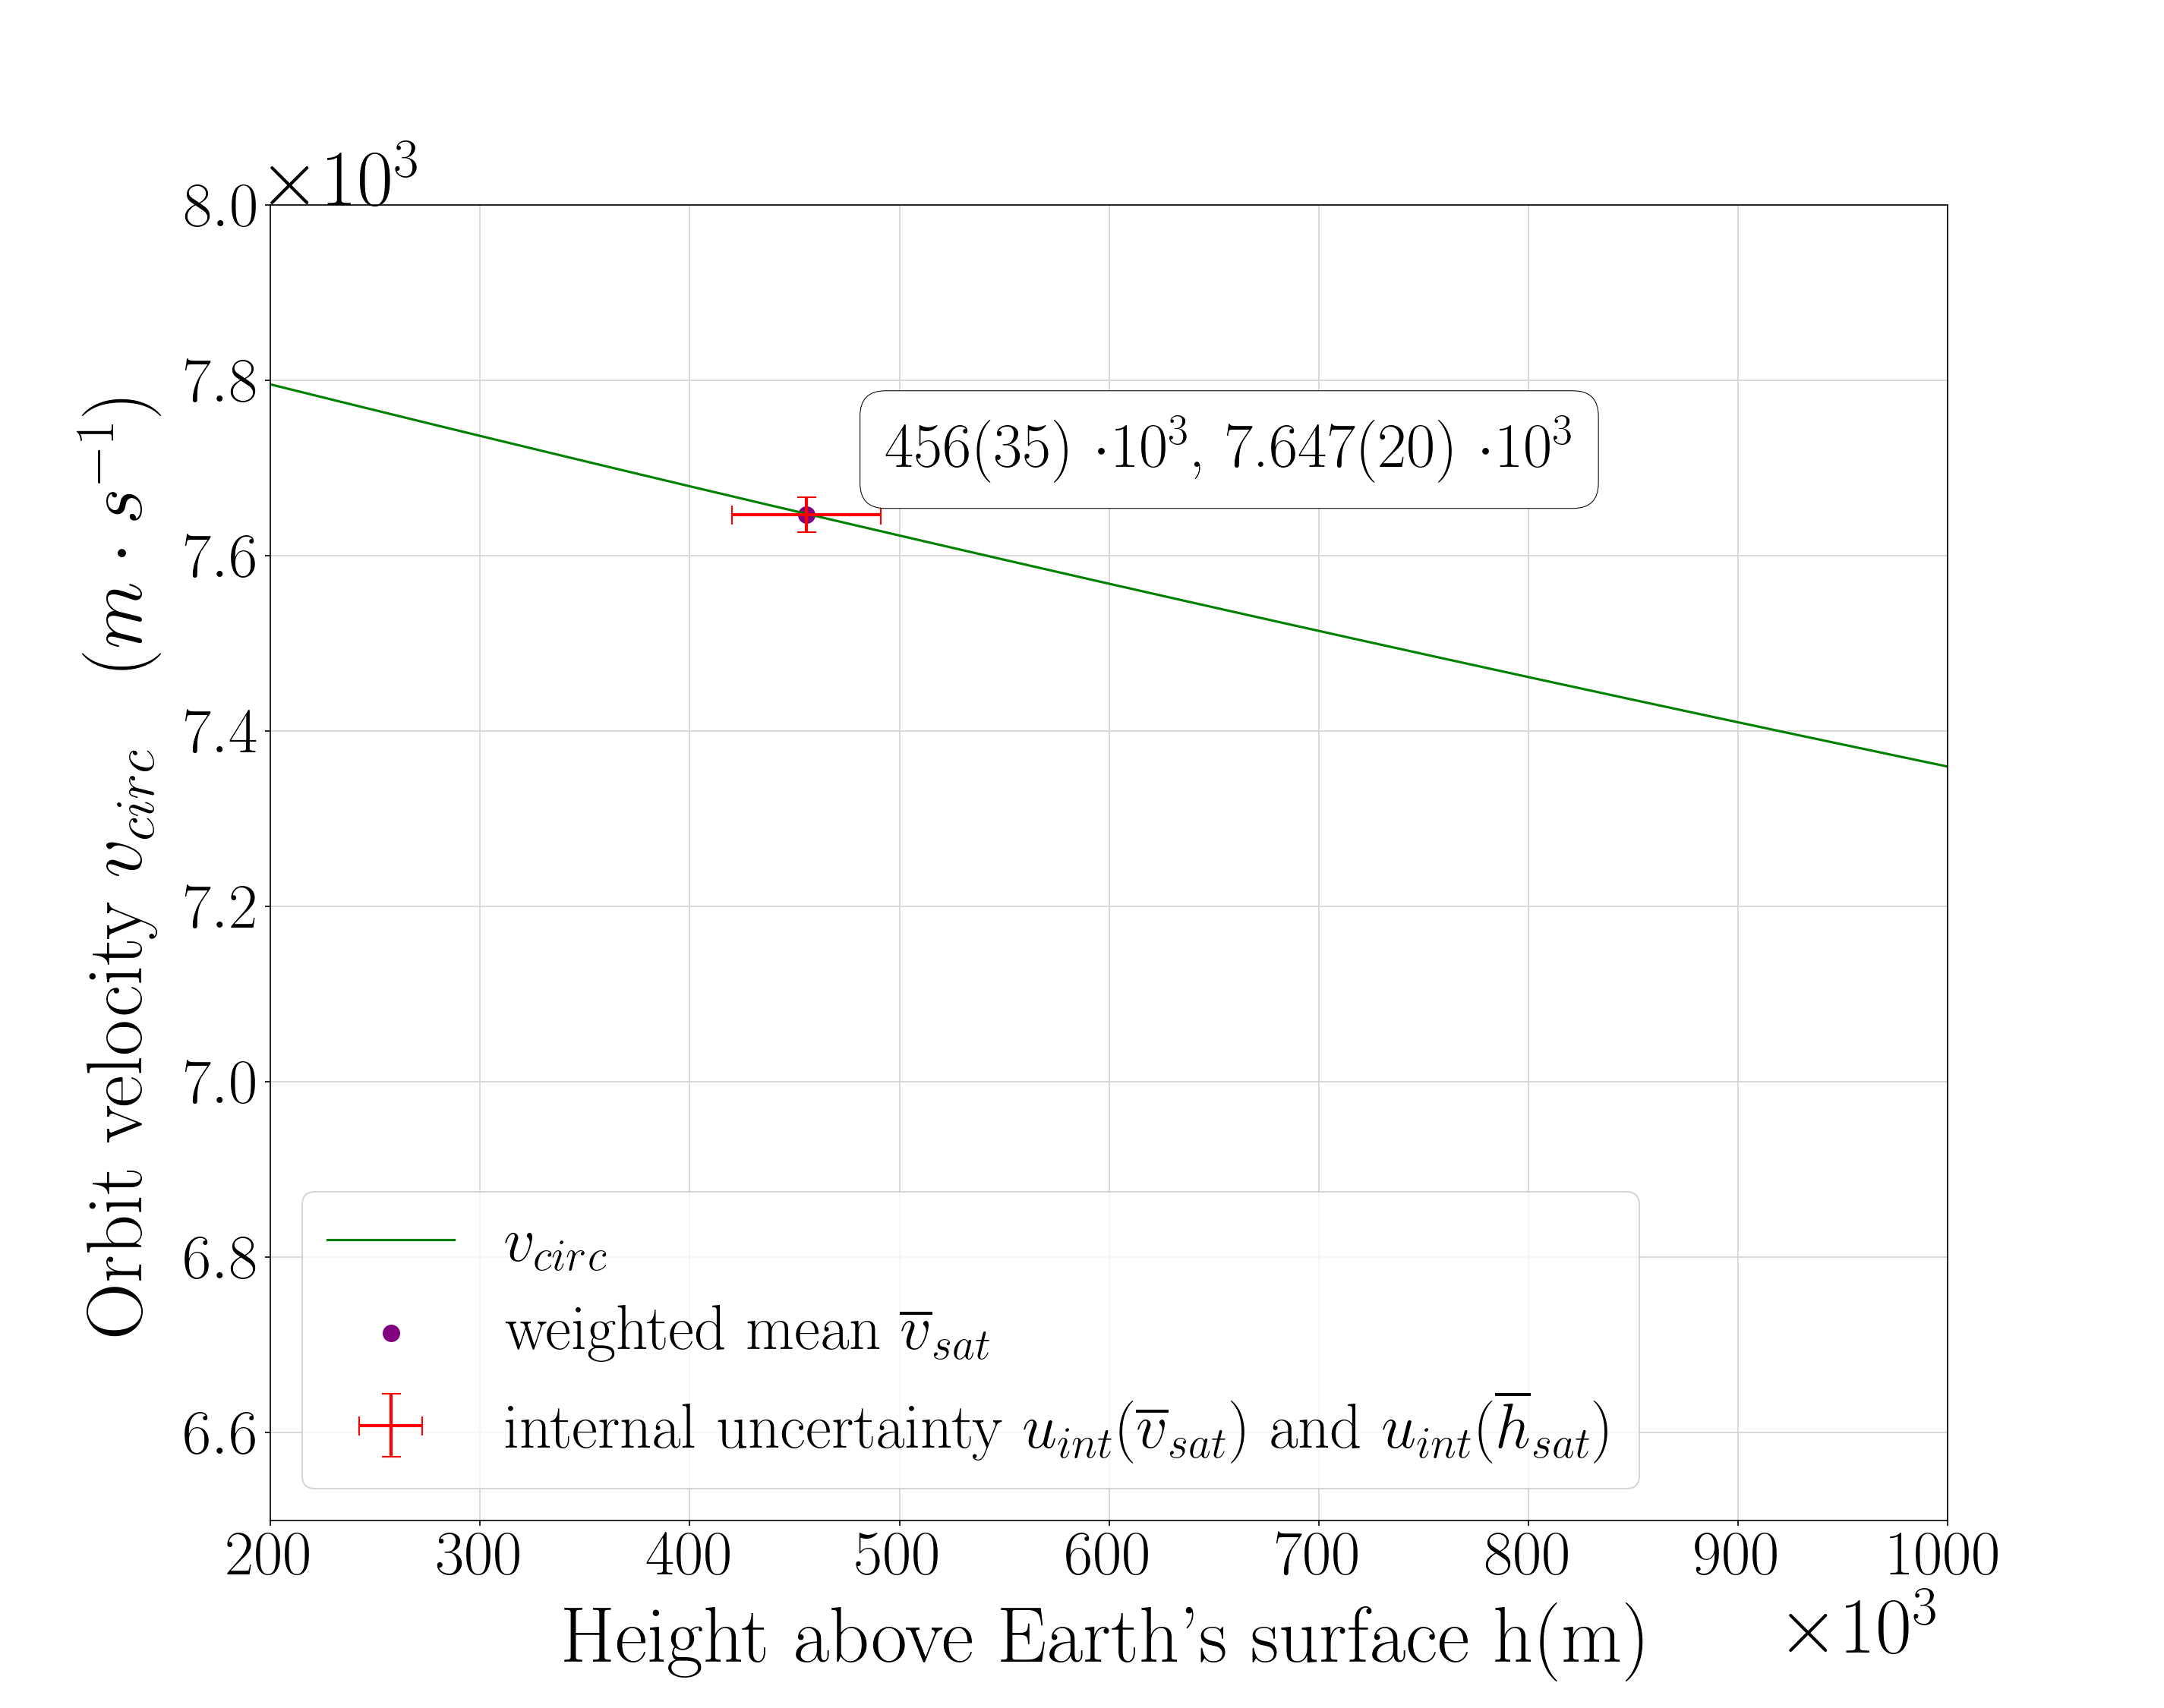 ×10³
8.0
7.8
7.6
7.4
7.2
7.0
6.8
6.6
Orbit velocity v_circ (m · s⁻¹)
456(35) ·10³, 7.647(20) ·10³
v_circ
weighted mean v̅_sat
internal uncertainty u_int(v̅_sat) and u_int(h̅_sat)
200 300 400 500 600 700 800 900 1000
Height above Earth's surface h(m)
×10³